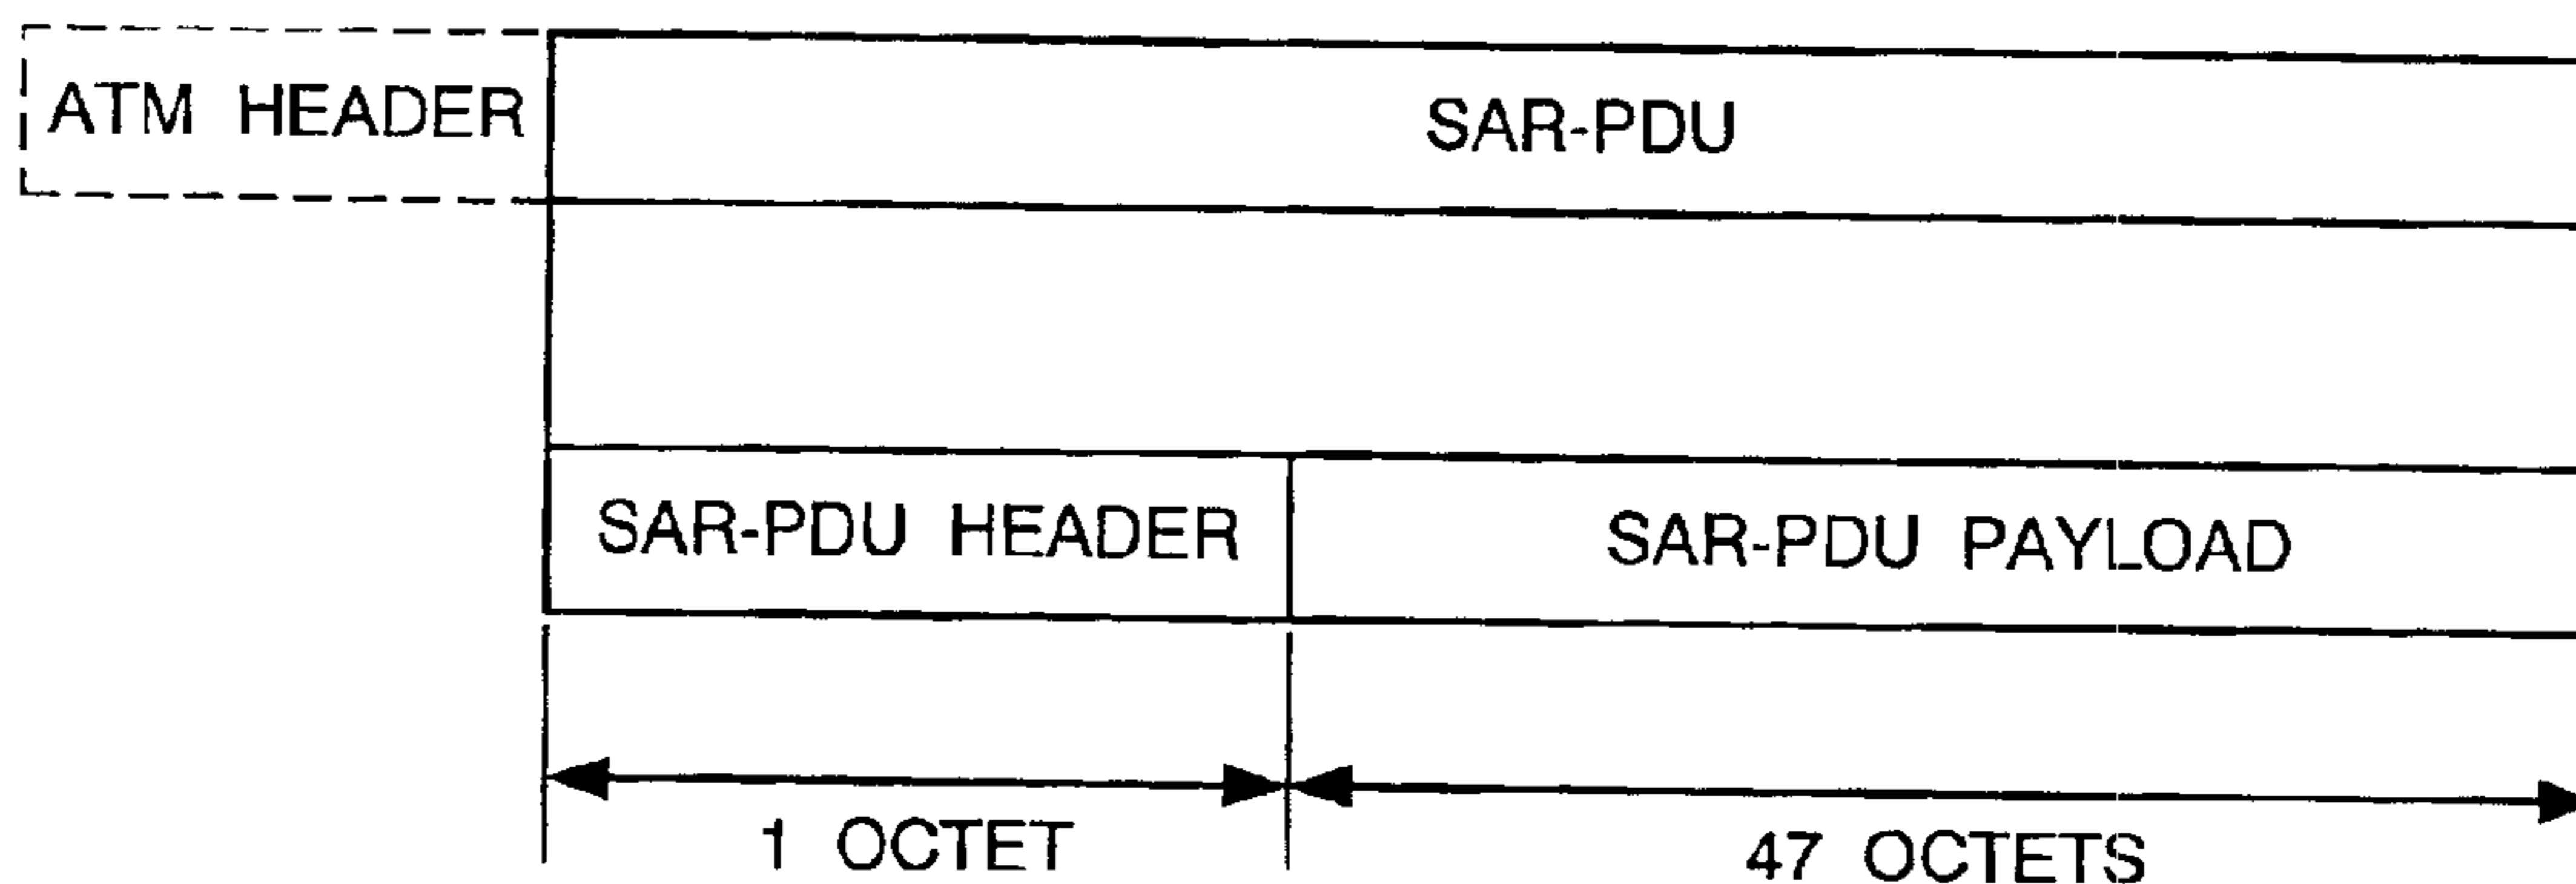 ATM HEADER
SAR-PDU
SAR-PDU HEADER
SAR-PDU PAYLOAD
1 OCTET
47 OCTETS